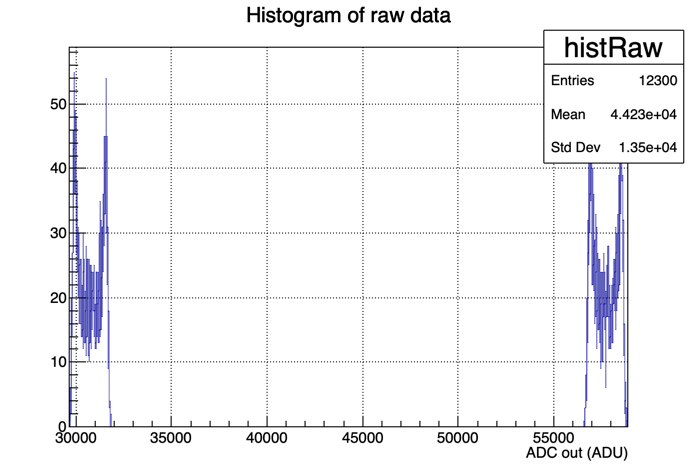 Histogram of raw data
histRaw
Entries 12300
Mean 4.423e+04
Std Dev 1.35e+04
50
40
30
20
10
0
30000 35000 40000 45000 50000 55000
ADC out (ADU)